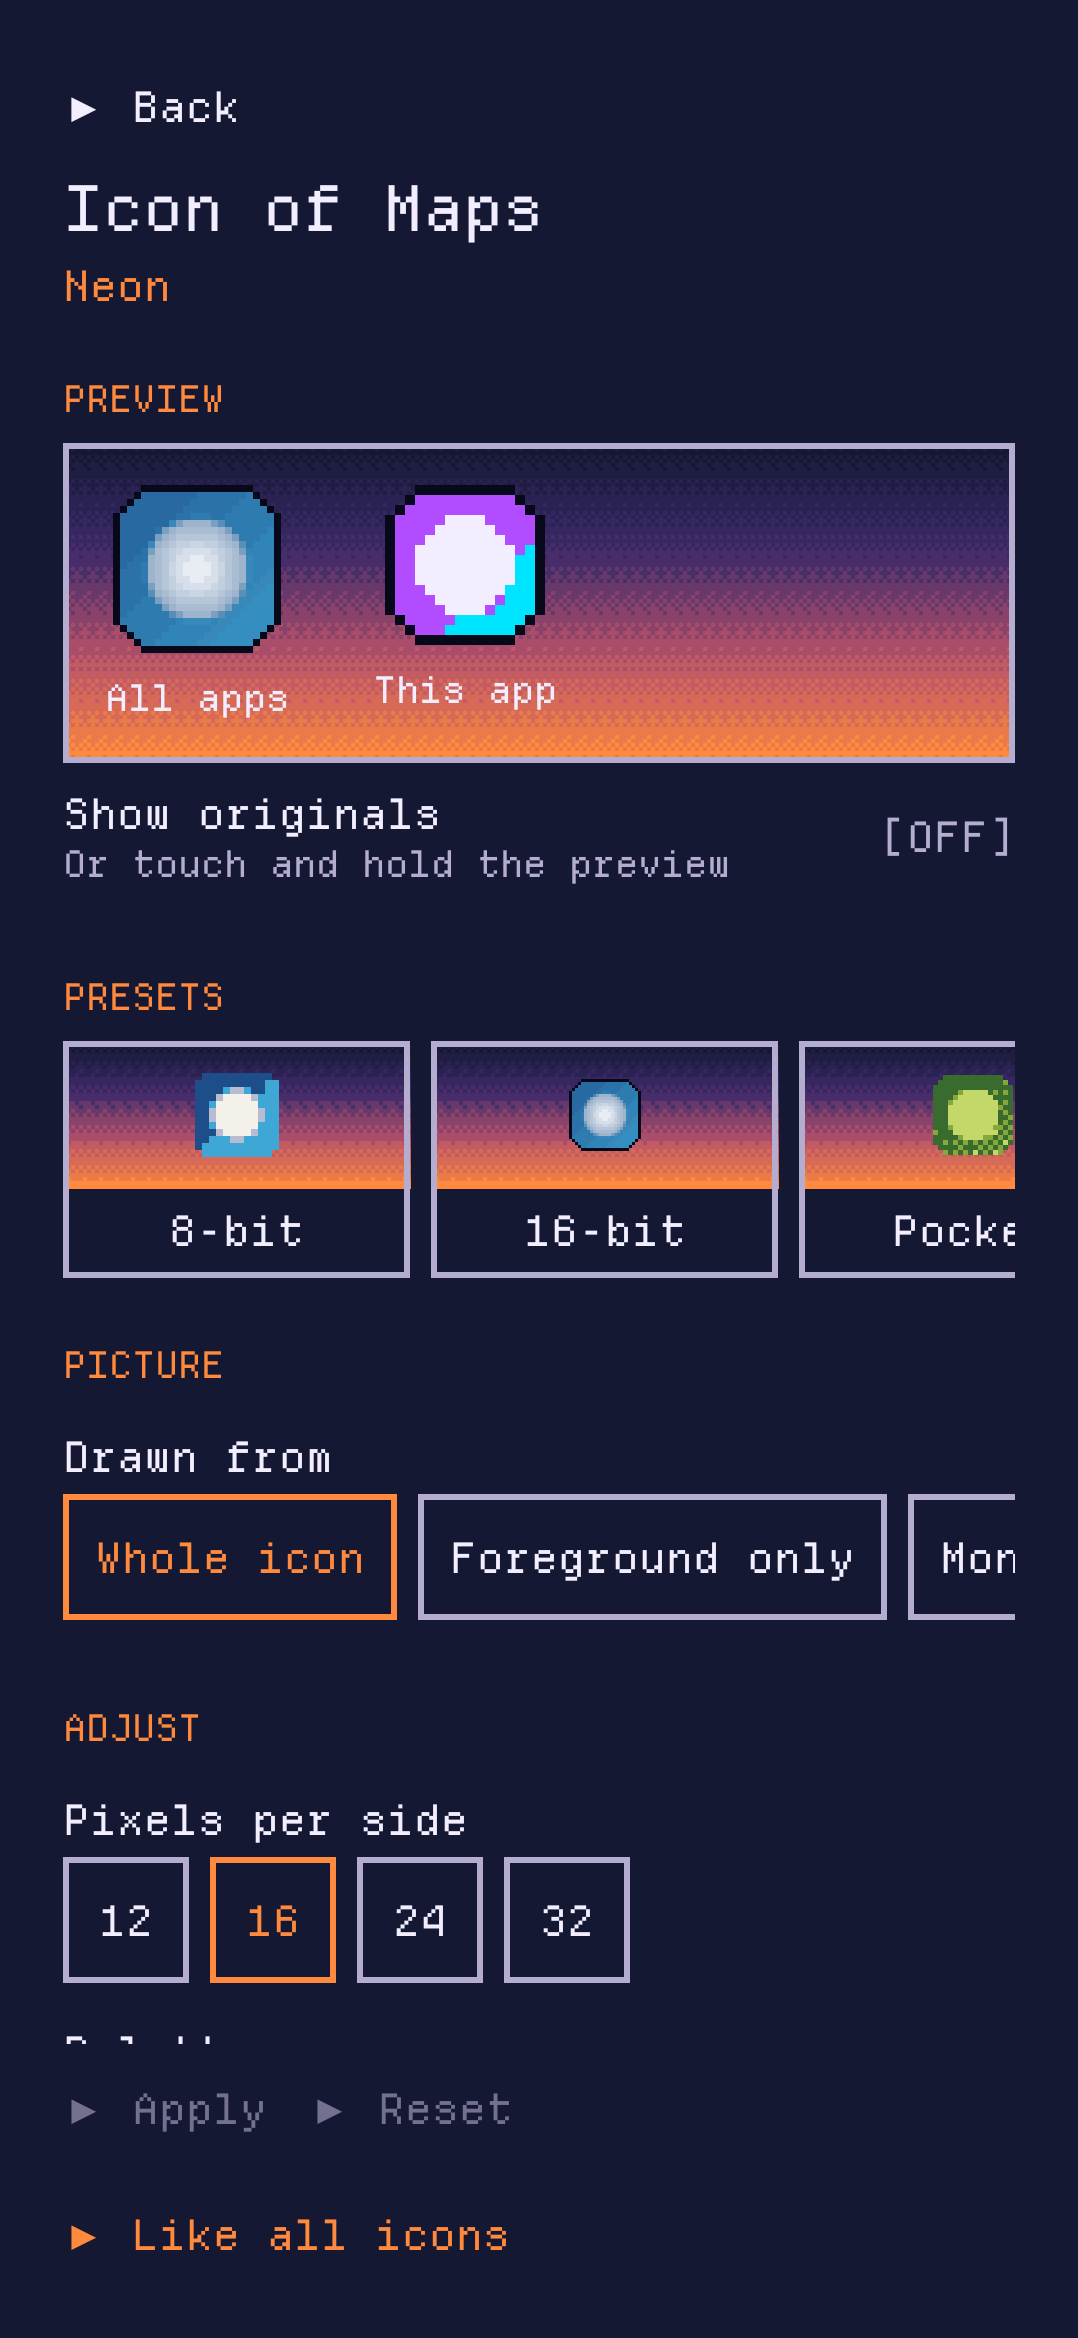 Back
Icon of Maps
Neon
PREVIEW
All apps
This app
Show originals
[OFF]
Or touch and hold the preview
PRESETS
8-bit
16-bit
Pocke
PICTURE
Drawn from
Whole icon
Foreground only
Mon
ADJUST
Pixels per side
12
16
24
32
Apply
Reset
Like all icons